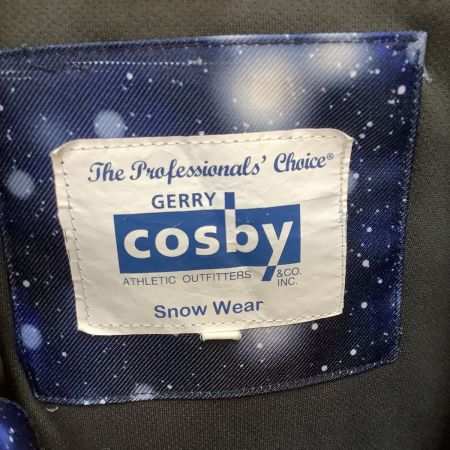 The Professionals' Choice®
GERRY
cosby
ATHLETIC OUTFITTERS &CO. INC.
Snow Wear